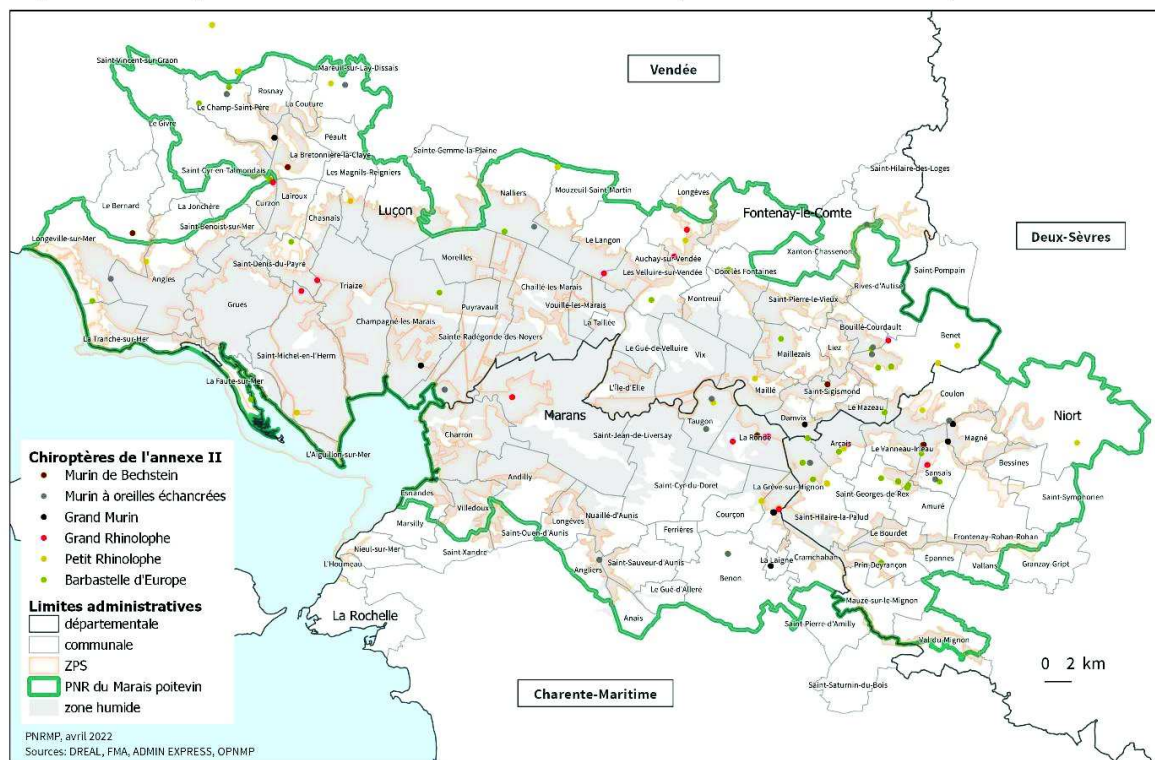 Vendée
Saint-Vincent-sur-Graon
Mareuil-sur-Lay-Dissais
Rosnay
Le Champ-Saint-Père
La Couture
Le Givre
Péault
Sainte-Gemme-la-Plaine
La Bretonnière-la-Claye
Saint-Hilaire-des-Loges
Saint-Cyr-en-Talmondais
Les Magnils-Reigniers
Nalliers
Mouzeuil-Saint-Martin
Longèves
Le Bernard
La Jonchère
Curzon
Lairoux
Chasnais
Luçon
Fontenay-le-Comte
Deux-Sèvres
Saint-Benoist-sur-Mer
Longeville-sur-Mer
Le Langon
Xanton-Chassenon
Auchay-sur-Vendée
Moreilles
Saint-Denis-du-Payré
Les Velluire-sur-Vendée
Doix lès Fontaines
Saint-Pompain
Angles
Triaize
Chaillé-les-Marais
Rives-d'Autise
Grues
Puyravault
Vouillé-les-Marais
Montreuil
Saint-Pierre-le-Vieux
Champagné-les-Marais
La Taillée
Bouillé-Courdault
Benet
La Tranche-sur-Mer
Sainte Radégonde-des-Noyers
Le Gué-de-Velluire
Vix
Maillezais
Liez
Saint-Michel-en-l'Herm
La Faute-sur-Mer
L'Île-d'Elle
Maillé
Saint-Sigismond
Coulon
Marans
Taugon
Damvix
Le Mazeau
Niort
Charron
Saint-Jean-de-Liversay
La Ronde
Arçais
Le Vanneau-Irleau
Magné
L'Aiguillon-sur-Mer
Bessines
Andilly
Sansais
Saint-Cyr-du-Doret
La Grève-sur-Mignon
Saint-Georges-de-Rex
Saint-Symphorien
Esnandes
Villedoux
Amuré
Nuaillé-d'Aunis
Courçon
Saint-Hilaire-la-Palud
Marsilly
Longèves
Saint-Ouen-d'Aunis
Ferrières
Le Bourdet
Frontenay-Rohan-Rohan
Nieul-sur-Mer
Saint Xandre
Cramchaban
Epannes
L'Houmeau
Saint-Sauveur-d'Aunis
La Laigne
Prin Deyrançon
Vallans
Granzay-Gript
Angliers
Benon
Le Gué-d'Alleré
Mauzé-sur-le-Mignon
La Rochelle
Anais
Saint-Pierre-d'Amilly
Val-du-Mignon
Saint-Saturnin-du-Bois
Charente-Maritime
0 2 km
Chiroptères de l'annexe II
Murin de Bechstein
Murin à oreilles échancrées
Grand Murin
Grand Rhinolophe
Petit Rhinolophe
Barbastelle d'Europe
Limites administratives
départementale
communale
ZPS
PNR du Marais poitevin
zone humide
PNRMP, avril 2022
Sources: DREAL, FMA, ADMIN EXPRESS, OPNMP